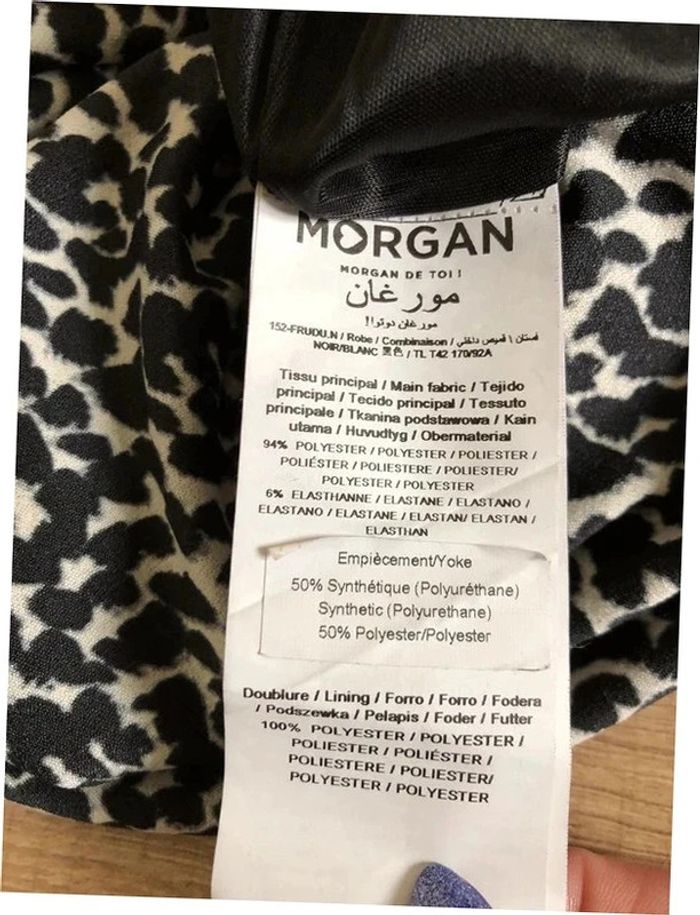 MORGAN
MORGAN DE TOI !
مورغان
مورغان دوتوا!
152-FRUDU.N / Robe / Combinaison / فستان \ قميص داخلي
NOIR/BLANC 黑色 / TL T42 170/92A
Tissu principal / Main fabric / Tejido
principal / Tecido principal / Tessuto
principale / Tkanina podstawowa / Kain
utama / Huvudtyg / Obermaterial
94% POLYESTER / POLYESTER / POLIESTER /
POLIÉSTER / POLIESTERE / POLIESTER/
POLYESTER / POLYESTER
6% ELASTHANNE / ELASTANE / ELASTANO /
ELASTANO / ELASTANE / ELASTAN/ ELASTAN /
ELASTHAN
Empiècement/Yoke
50% Synthétique (Polyuréthane)
Synthetic (Polyurethane)
50% Polyester/Polyester
Doublure / Lining / Forro / Forro / Fodera
/ Podszewka / Pelapis / Foder / Futter
100% POLYESTER / POLYESTER /
POLIESTER / POLIÉSTER /
POLIESTERE / POLIESTER/
POLYESTER / POLYESTER